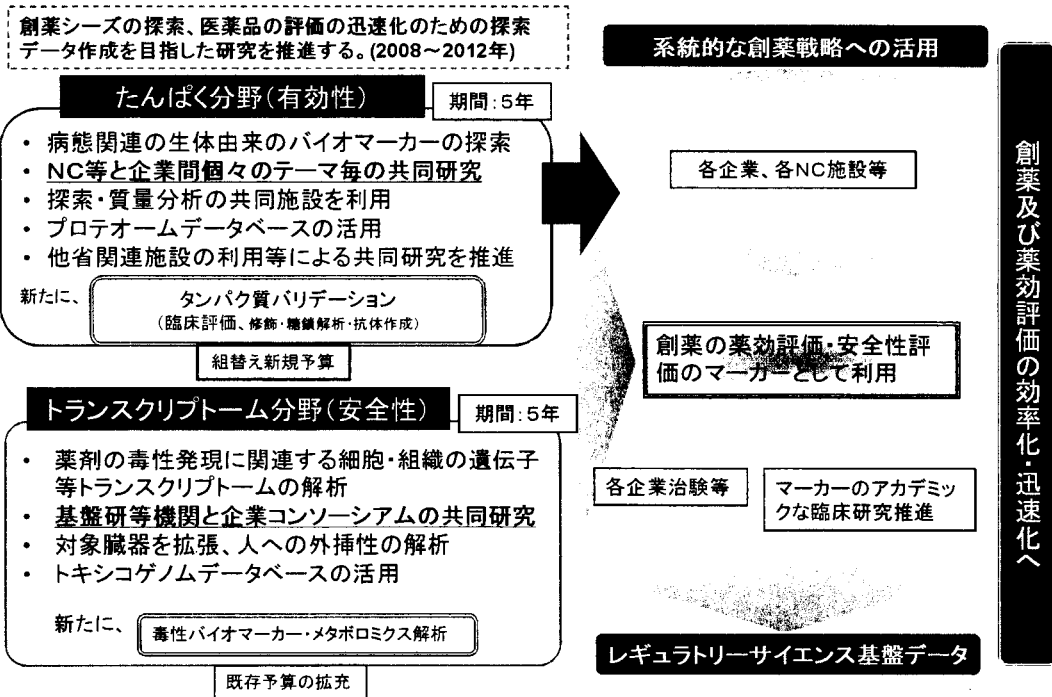 創薬シーズの探索、医薬品の評価の迅速化のための探索
データ作成を目指した研究を推進する。(2008～2012年)
たんぱく分野(有効性)
期間:5年
・ 病態関連の生体由来のバイオマーカーの探索
・ NC等と企業間個々のテーマ毎の共同研究
・ 探索・質量分析の共同施設を利用
・ プロテオームデータベースの活用
・ 他省関連施設の利用等による共同研究を推進
新たに、
タンパク質バリデーション
(臨床評価、修飾・糖鎖解析・抗体作成)
組替え新規予算
トランスクリプトーム分野(安全性)
期間:5年
・ 薬剤の毒性発現に関連する細胞・組織の遺伝子
等トランスクリプトームの解析
・ 基盤研等機関と企業コンソーシアムの共同研究
・ 対象臓器を拡張、人への外挿性の解析
・ トキシコゲノムデータベースの活用
新たに、
毒性バイオマーカー・メタボロミクス解析
既存予算の拡充
系統的な創薬戦略への活用
各企業、各NC施設等
創薬の薬効評価・安全性評
価のマーカーとして利用
各企業治験等
マーカーのアカデミッ
クな臨床研究推進
レギュラトリーサイエンス基盤データ
創薬及び薬効評価の効率化・迅速化へ